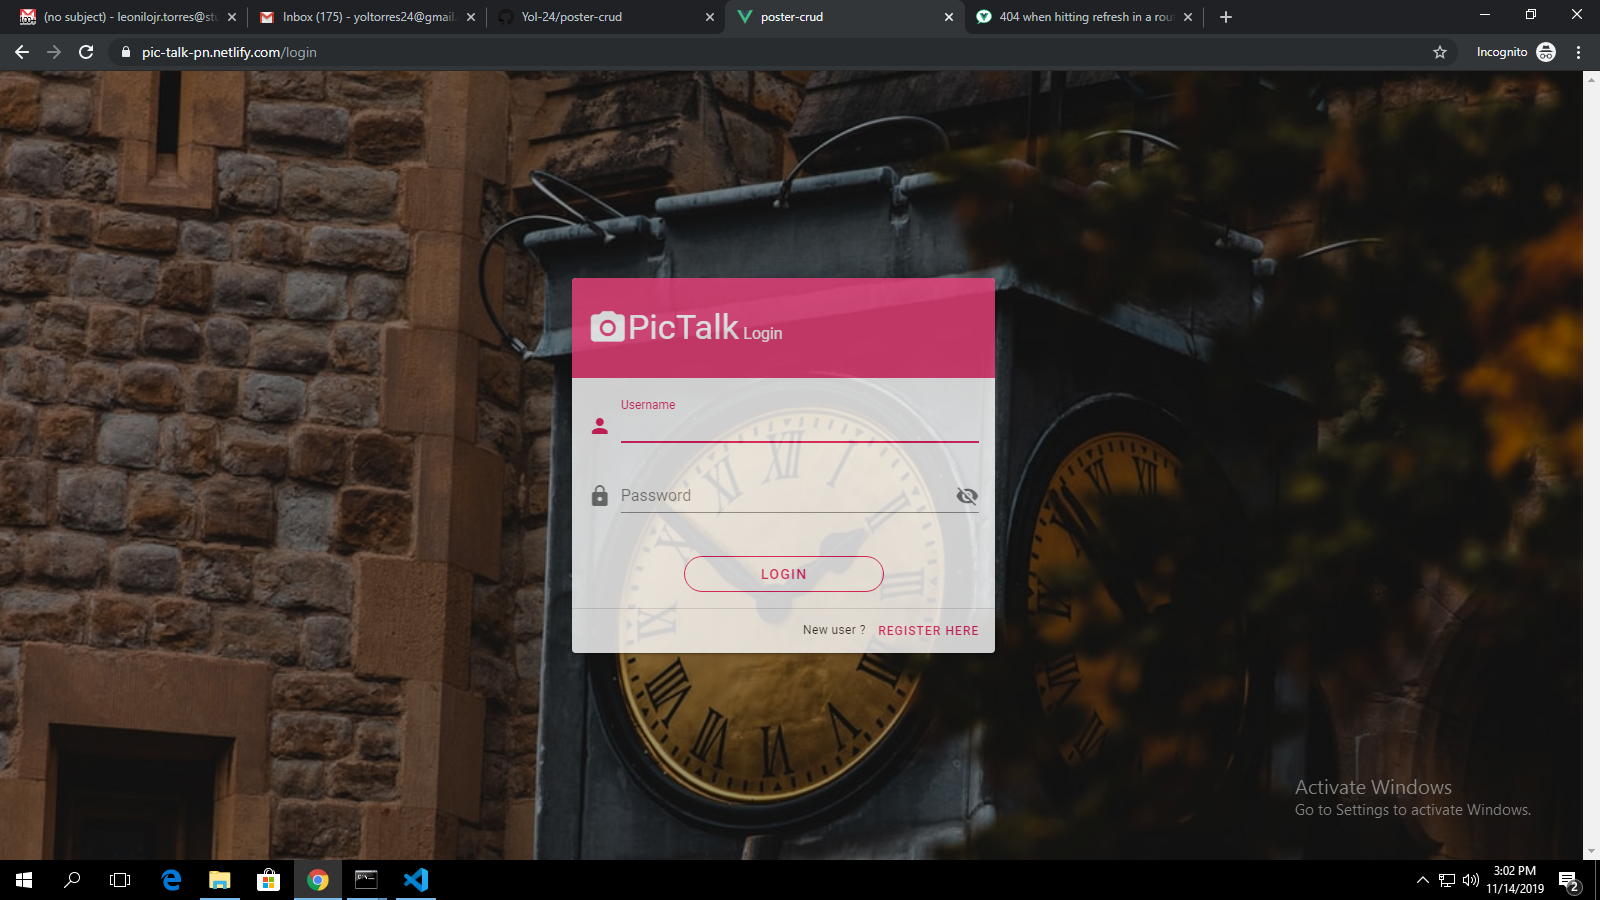 (no subject) - leonilojr.torres@stu
Inbox (175) - yoltorres24@gmail.
Yol-24/poster-crud
poster-crud
404 when hitting refresh in a rou
pic-talk-pn.netlify.com/login
Incognito
PicTalk Login
Username
Password
LOGIN
New user ? REGISTER HERE
Activate Windows
Go to Settings to activate Windows.
3:02 PM
11/14/2019
2